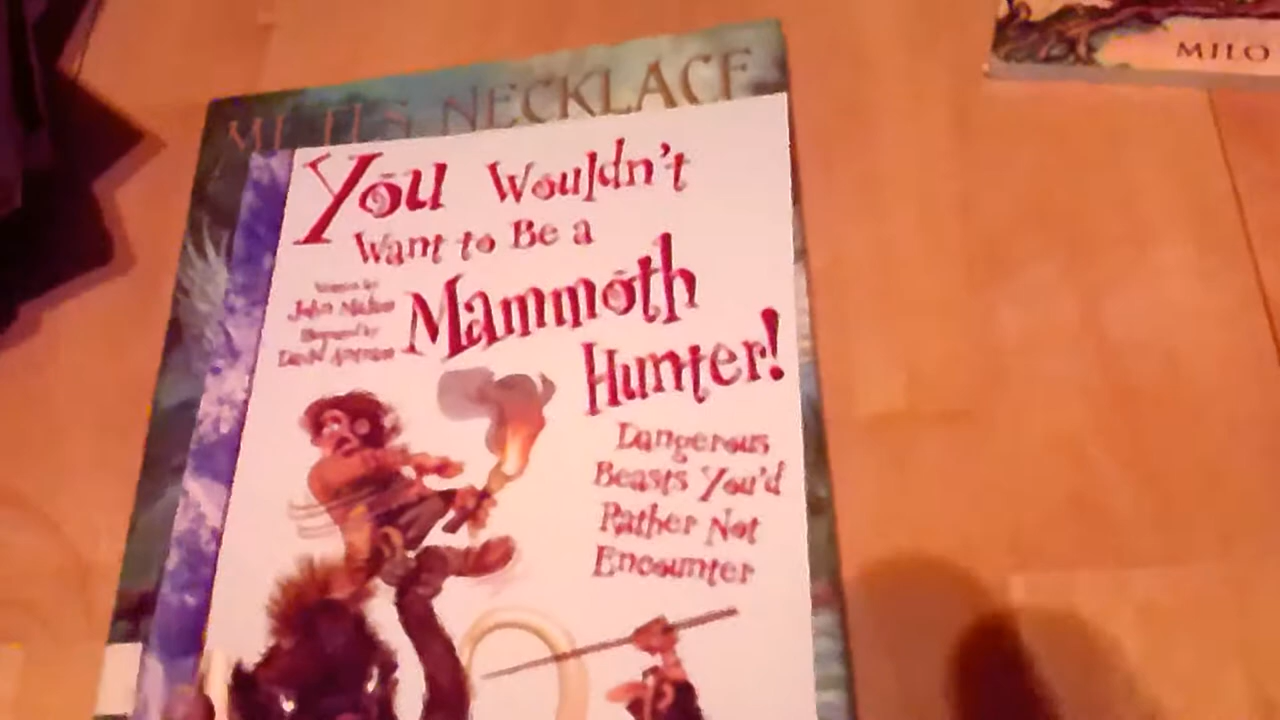 NECKLACE
MILO
You Wouldn't
Want to Be a
Mammoth
Hunter!
Written by
John Malam
Illustrated by
David Antram
Dangerous
Beasts You'd
Rather Not
Encounter